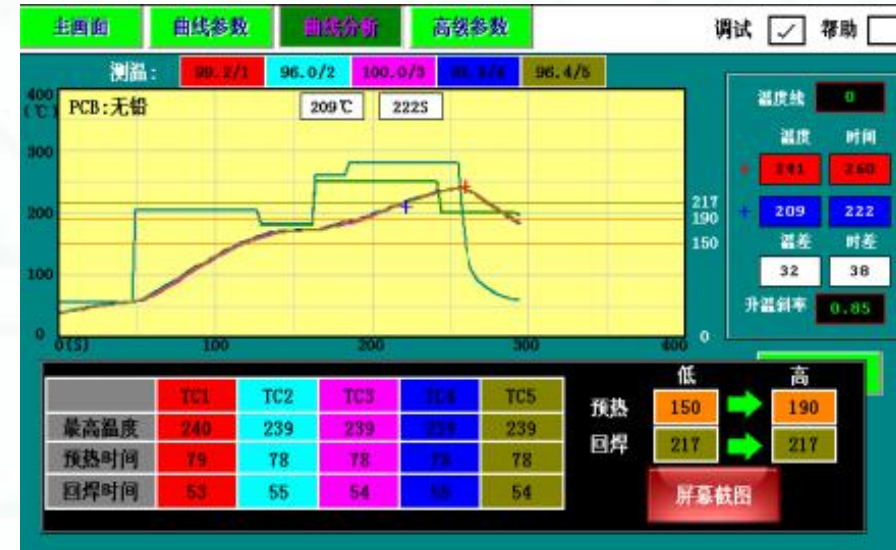 主画面 曲线参数 曲线分析 高级参数 调试 帮助
测温: 99.2/1 96.0/2 100.0/3 96.4/5
400
(℃) PCB:无铅 209℃ 222S
温度线 0
300
温度 时间
241 260
200 217
190 209 222
150 温差 时差
100 32 38
升温斜率 0.85
0 0(S) 100 200 300 400 0
低 高
TC1 TC2 TC3 TC4 TC5 预热 150 190
最高温度 240 239 239 239 239
回焊 217 217
预热时间 79 78 78 78 78
回焊时间 53 55 54 54
屏幕截图